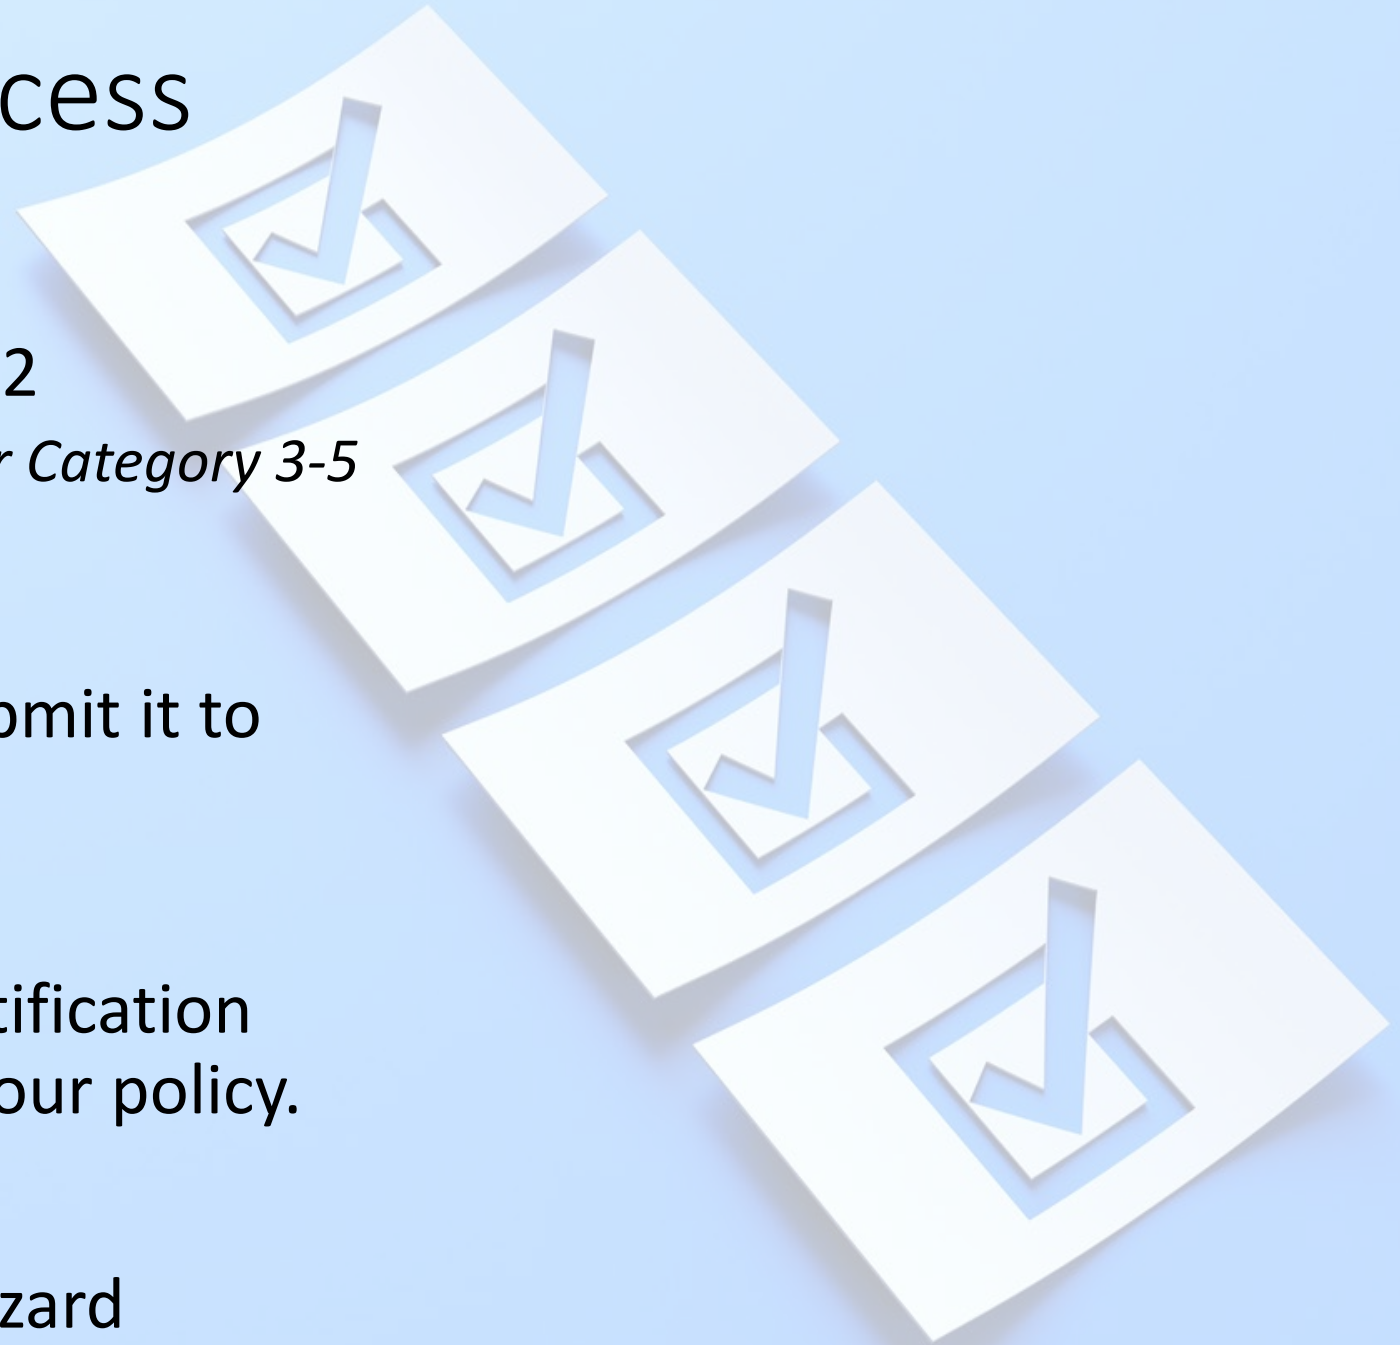 cess
2
r Category 3-5
omit it to
tification
our policy.
zard